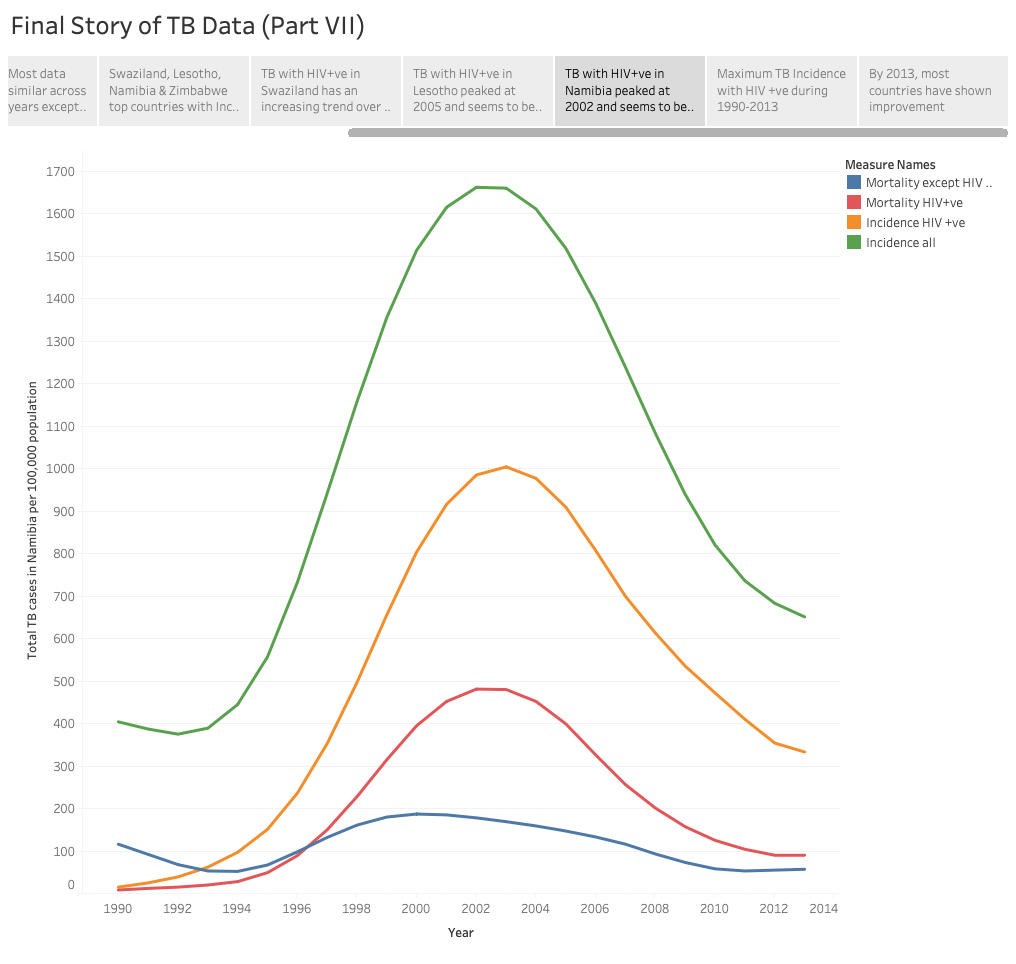 Final Story of TB Data (Part VII)
Most data
similar across
years except..
Swaziland, Lesotho,
Namibia & Zimbabwe
top countries with Inc..
TB with HIV+ve in
Swaziland has an
increasing trend over ..
TB with HIV+ve in
Lesotho peaked at
2005 and seems to be..
TB with HIV+ve in
Namibia peaked at
2002 and seems to be..
Maximum TB Incidence
with HIV +ve during
1990-2013
By 2013, most
countries have shown
improvement
Measure Names
Mortality except HIV ..
Mortality HIV+ve
Incidence HIV +ve
Incidence all
Total TB cases in Namibia per 100,000 population
1700
1600
1500
1400
1300
1200
1100
1000
900
800
700
600
500
400
300
200
100
0
1990 1992 1994 1996 1998 2000 2002 2004 2006 2008 2010 2012 2014
Year